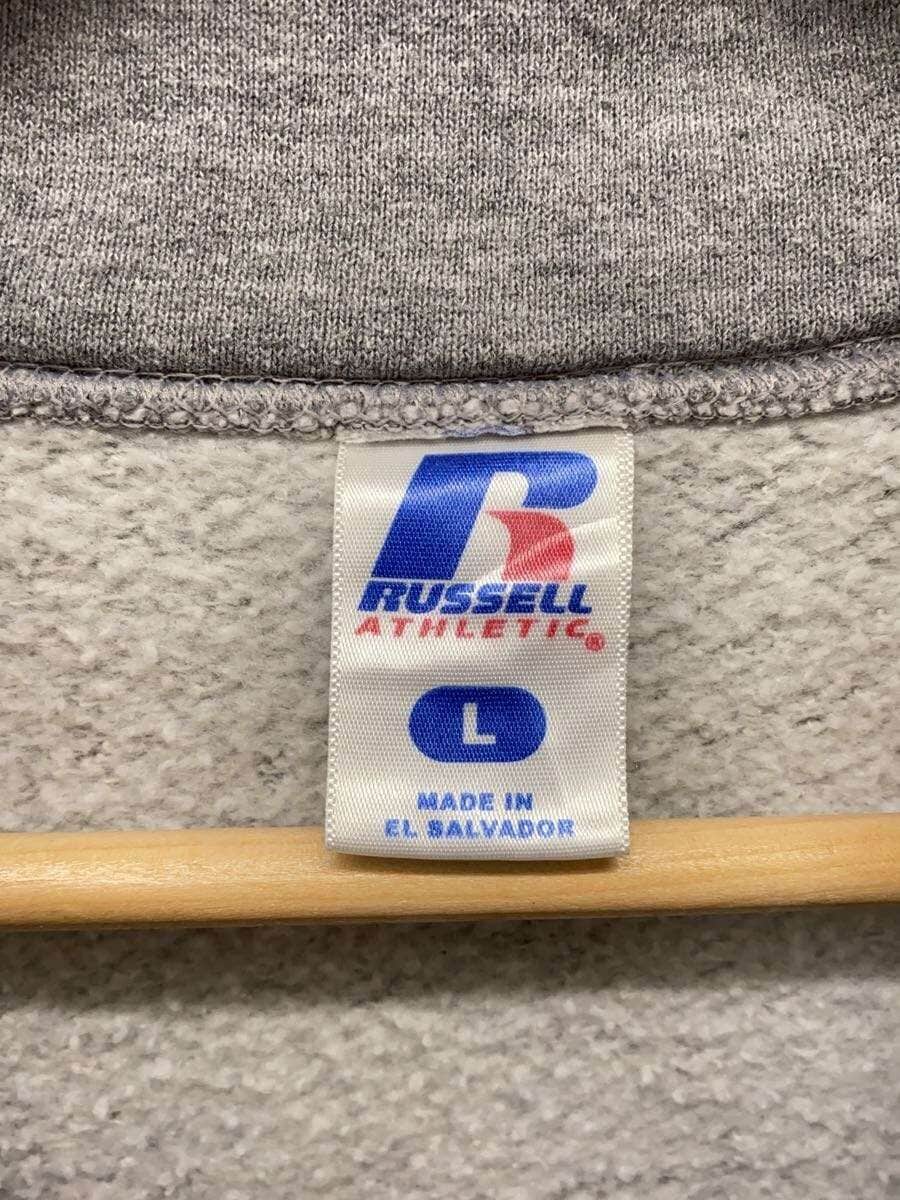 R
RUSSELL
ATHLETIC®
L
MADE IN
EL SALVADOR